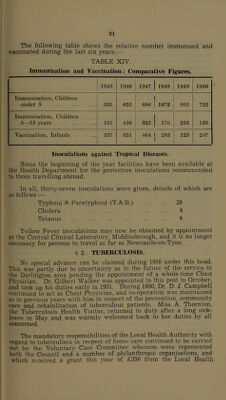 21
The following table shows the relative number immunised and
vaccinated during the last six years:—
TABLE XIV.
Immunisation and Vaccination: Comparative Figures.
1945 1946 1947 1948 1949 1950
Immunisation, Children
under 5 531 633 686 1072 992 722
Immunisation, Children
5—15 years 191 436 325 176 223 158
Vaccination, Infants 337 331 464 285 225 247
Inoculations against Tropical Diseases.
Since the beginning of the year facilities have been available at
the Health Department for the protective inoculations recommended
to those travelling abroad.
In all, thirty-seven inoculations were given, details of which are
as follows:—
Typhoid & Paratyphoid (T.A.B.) 29
Cholera 4
Tetanus 4
Yellow Fever inoculations may now be obtained by appointment
at the Central Clinical Laboratory, Middlesbrough, and it is no longer
necessary for persons to travel as far as Newcastle-on-Tyne.
§ 3. TUBERCULOSIS.
No special advance can be claimed during 1950 under this head.
This was partly due to uncertainty as to the future of the service in
the Darlington area pending the appointment of a whole-time Chest
Physician. Dr. Gilbert Walker was appointed to this post in October,
and took up his duties early in 1951. During 1950, Dr. D. J. Campbell
continued to act as Chest Physician, and co-operation was maintained
as in previous years with him in respect of the prevention, community
care and rehabilitation of tuberculous patients. Miss A. Thornton,
the Tuberculosis Health Visitor, returned to duty after a long sick-
leave in May and was warmly welcomed back to her duties by all
concerned.
The mandatory responsibilities of the Local Health Authority with
regard to tuberculosis in respect of home care continued to be carried
out by the Voluntary Care Committee whereon were represented
both the Council and a number of philanthropic organisations, and
which received a grant this year of £350 from the Local Health